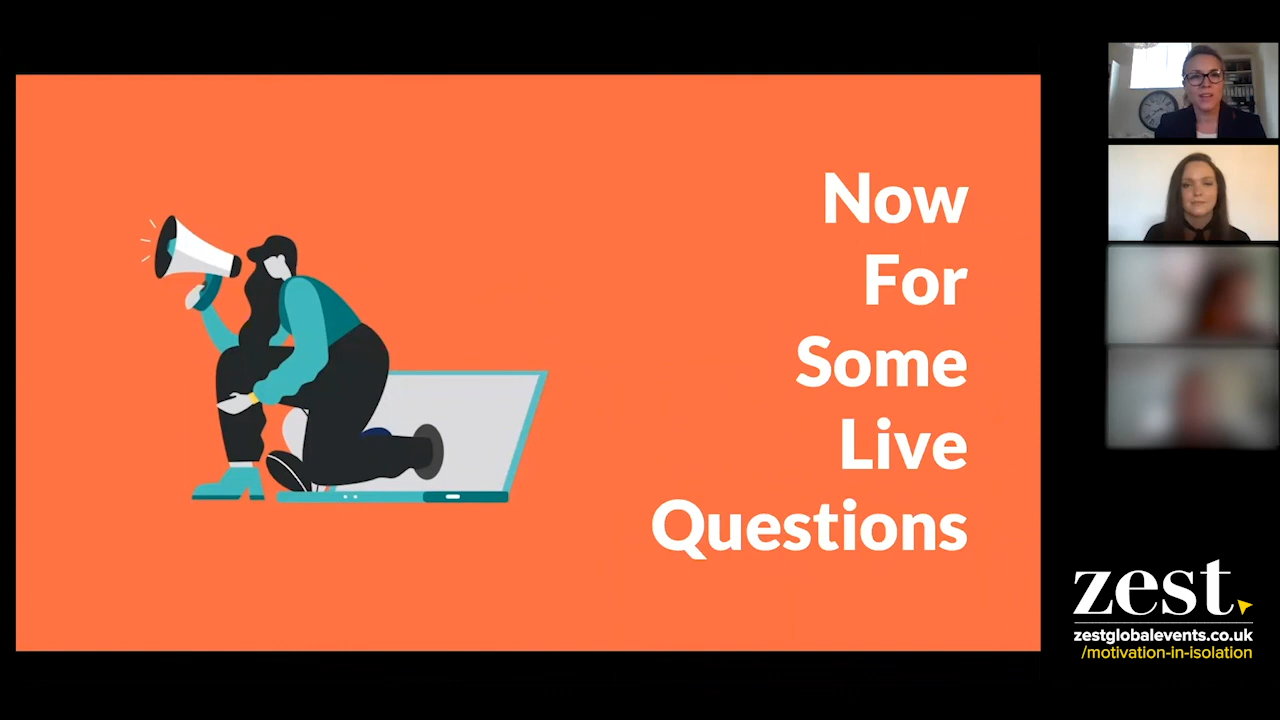 Now
For
Some
Live
Questions
zest
zestglobalevents.co.uk
/motivation-in-isolation